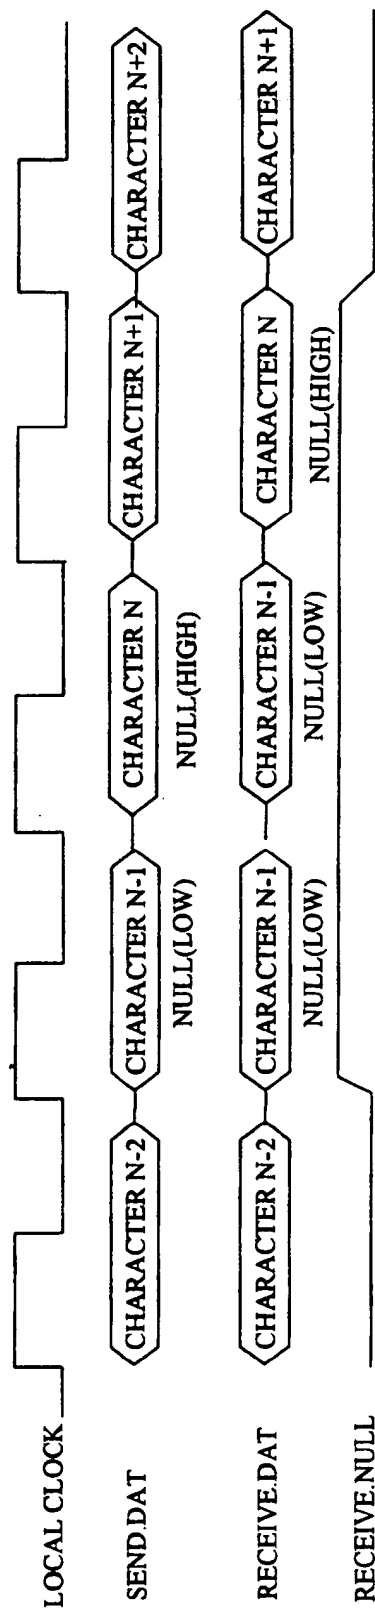 LOCAL CLOCK
SEND.DAT
CHARACTER N-2
CHARACTER N-1
CHARACTER N
CHARACTER N+1
CHARACTER N+2
NULL(LOW)
NULL(HIGH)
RECEIVE.DAT
CHARACTER N-2
CHARACTER N-1
CHARACTER N-1
CHARACTER N
CHARACTER N+1
NULL(LOW)
NULL(LOW)
NULL(HIGH)
RECEIVE.NULL